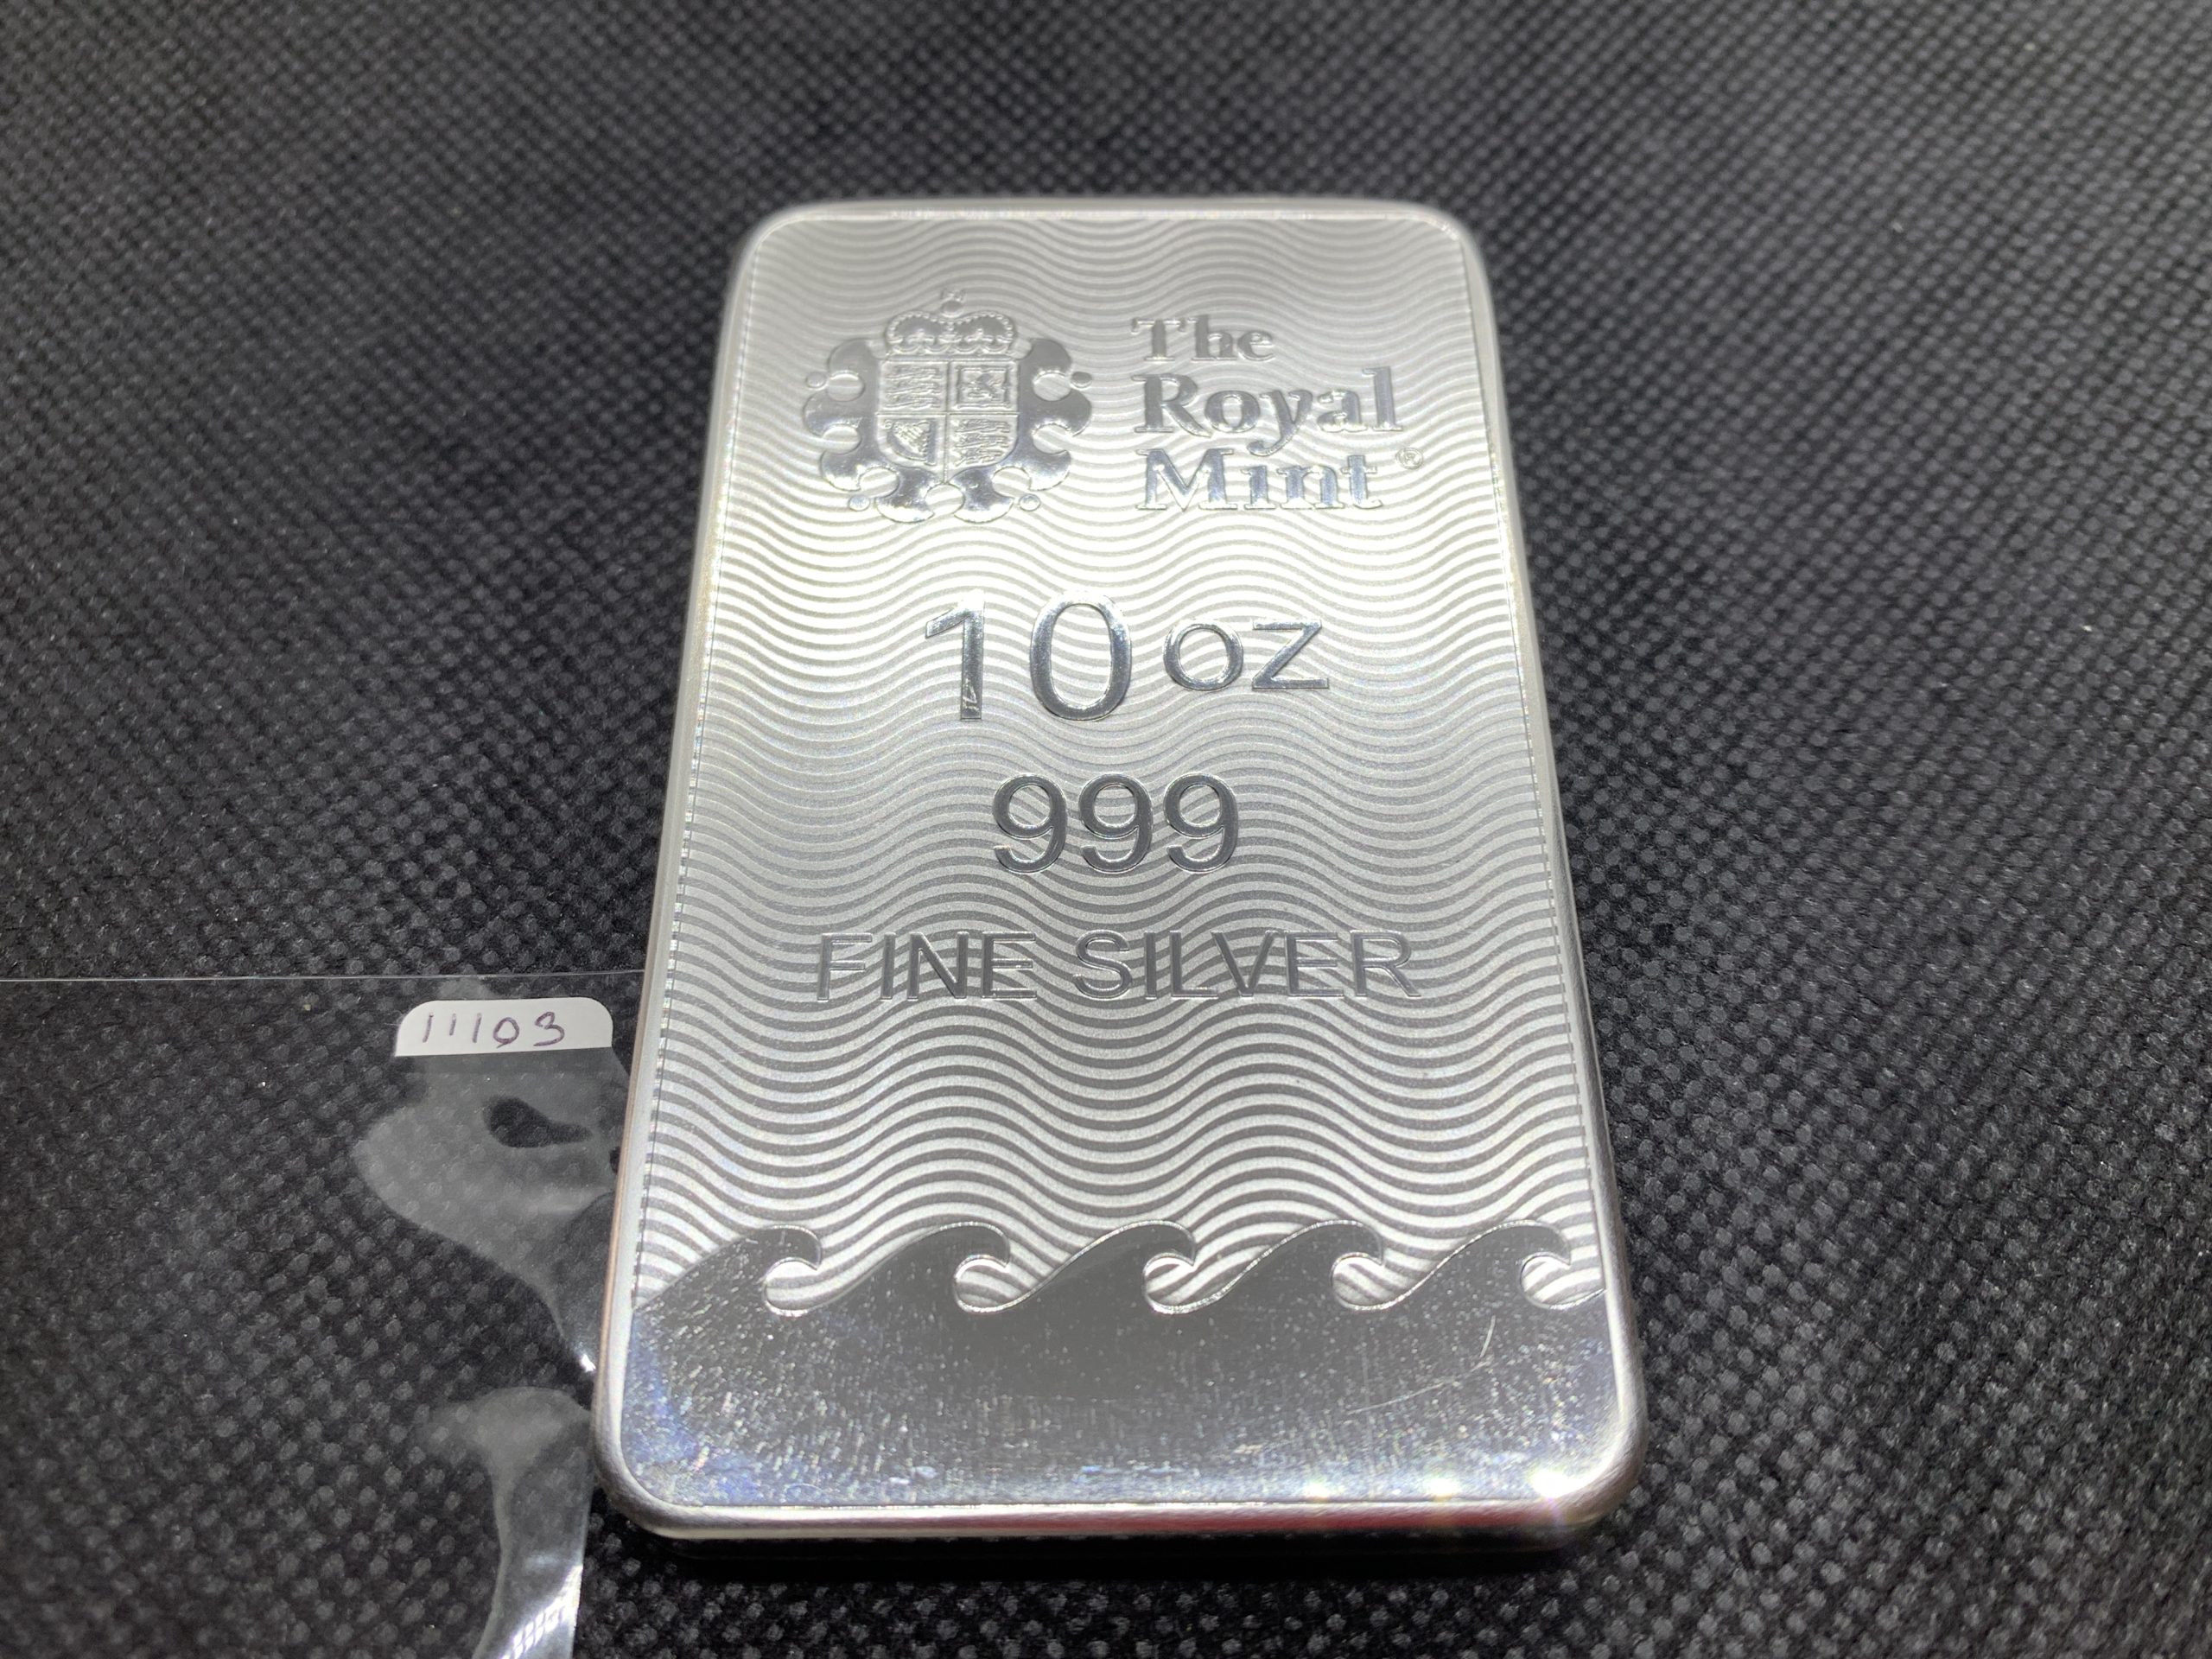 The
Royal
Mint®
10 oz
999
FINE SILVER
11103